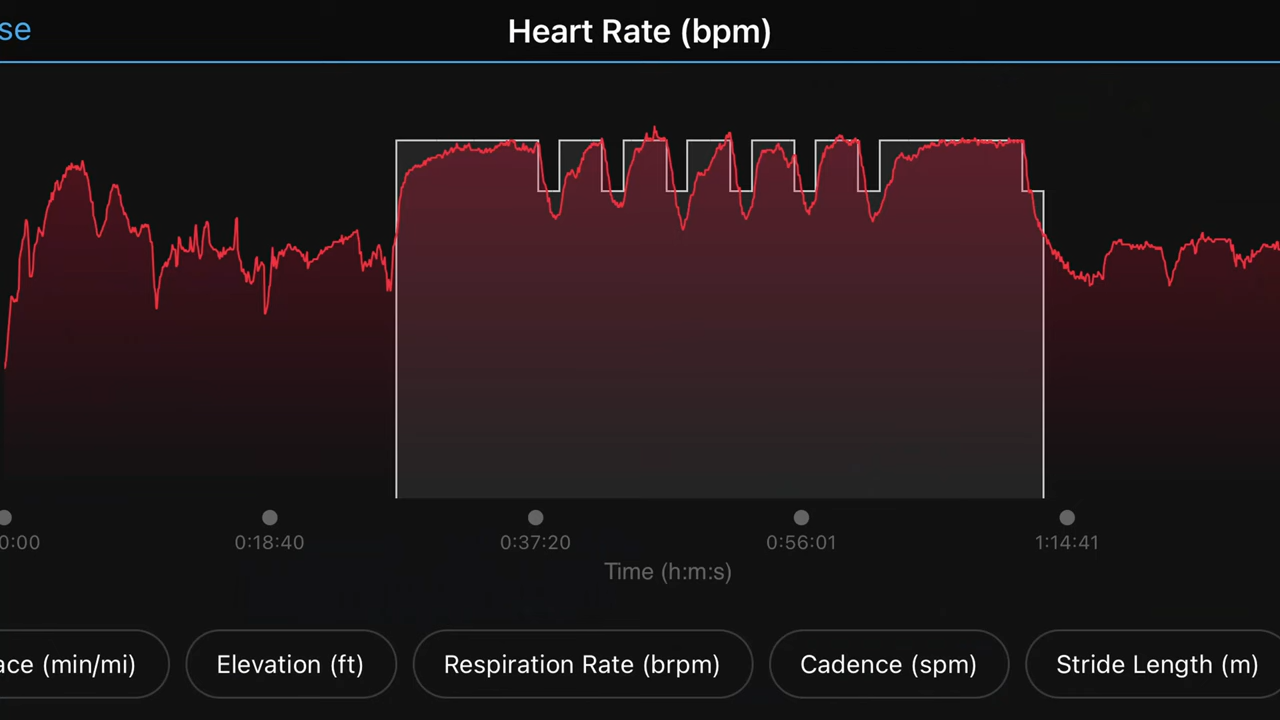 se
Heart Rate (bpm)
0:00
0:18:40
0:37:20
0:56:01
1:14:41
Time (h:m:s)
ace (min/mi)
Elevation (ft)
Respiration Rate (brpm)
Cadence (spm)
Stride Length (m)